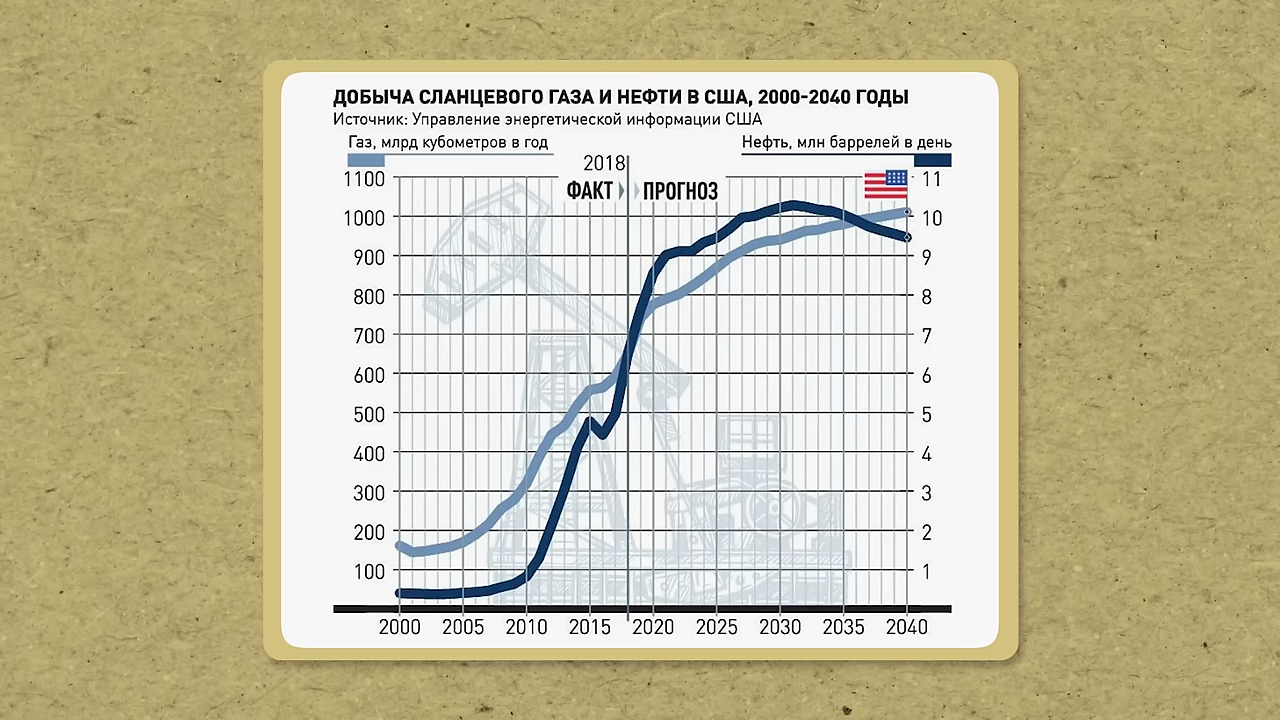 ДОБЫЧА СЛАНЦЕВОГО ГАЗА И НЕФТИ В США, 2000-2040 ГОДЫ
Источник: Управление энергетической информации США
Газ, млрд кубометров в год
Нефть, млн баррелей в день
2018
ФАКТ ПРОГНОЗ
1100 11
1000 10
900 9
800 8
700 7
600 6
500 5
400 4
300 3
200 2
100 1
2000 2005 2010 2015 2020 2025 2030 2035 2040